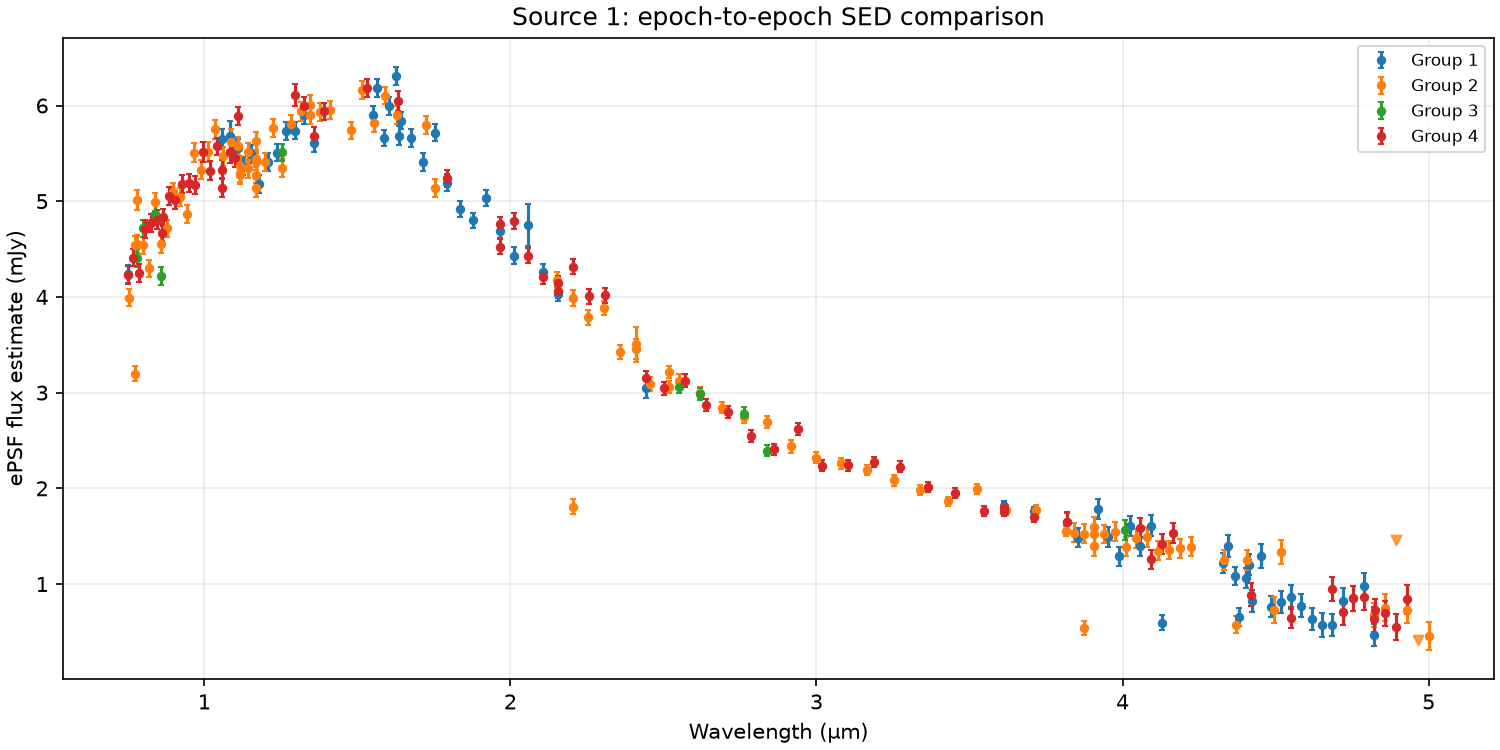 Source 1: epoch-to-epoch SED comparison
ePSF flux estimate (mJy)
6
5
4
3
2
1
Group 1
Group 2
Group 3
Group 4
1 2 3 4 5
Wavelength (μm)